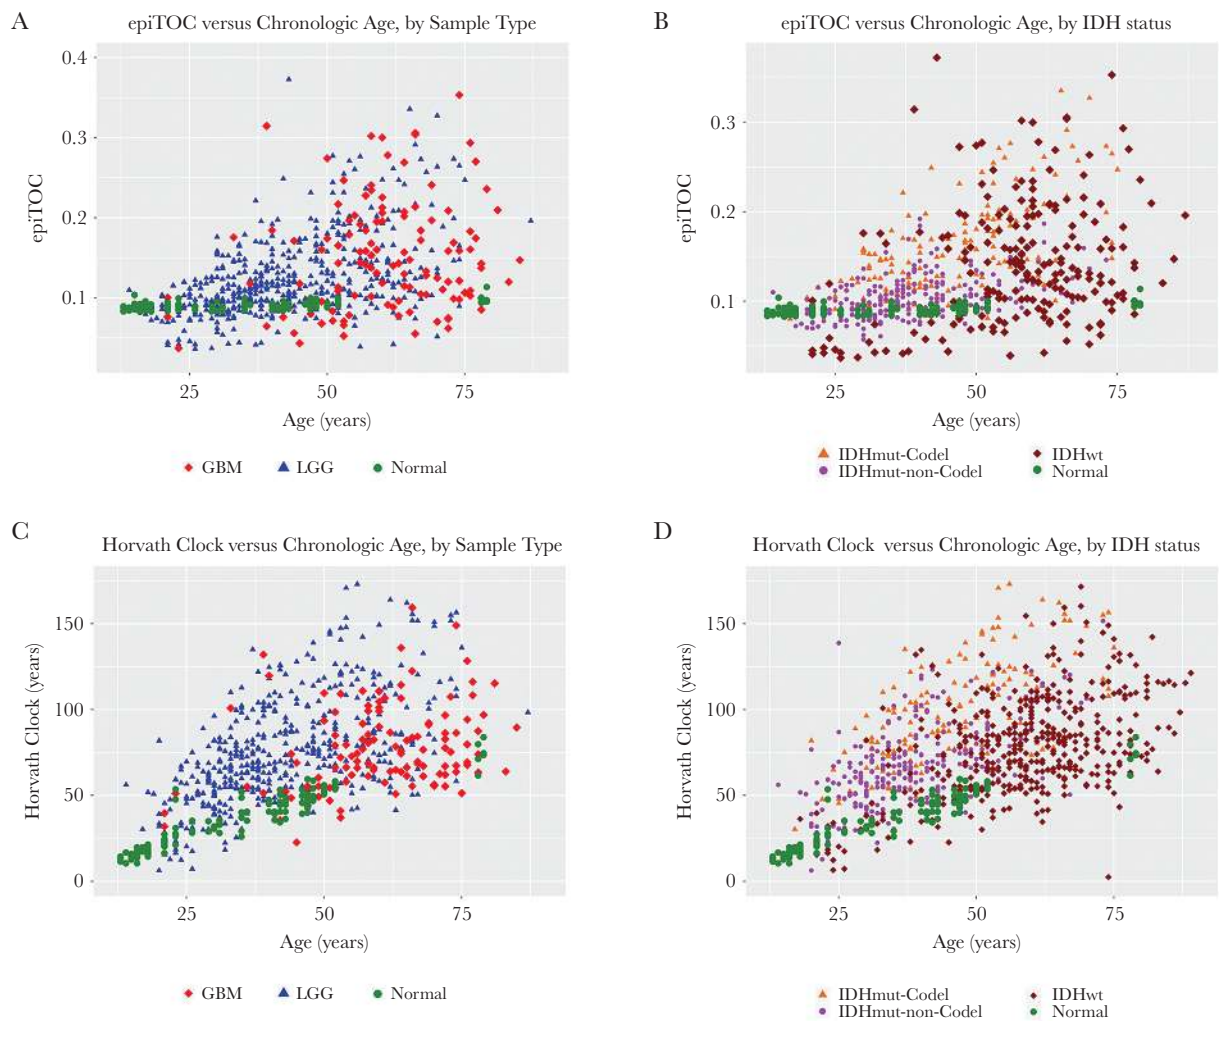 A
epiTOC versus Chronologic Age, by Sample Type
0.4
0.3
0.2
0.1
epiTOC
25
50
75
Age (years)
GBM
LGG
Normal
B
epiTOC versus Chronologic Age, by IDH status
0.3
0.2
0.1
epiTOC
25
50
75
Age (years)
IDHmut-Codel
IDHwt
IDHmut-non-Codel
Normal
C
Horvath Clock versus Chronologic Age, by Sample Type
150
100
50
0
Horvath Clock (years)
25
50
75
Age (years)
GBM
LGG
Normal
D
Horvath Clock versus Chronologic Age, by IDH status
150
100
50
0
Horvath Clock (years)
25
50
75
Age (years)
IDHmut-Codel
IDHwt
IDHmut-non-Codel
Normal